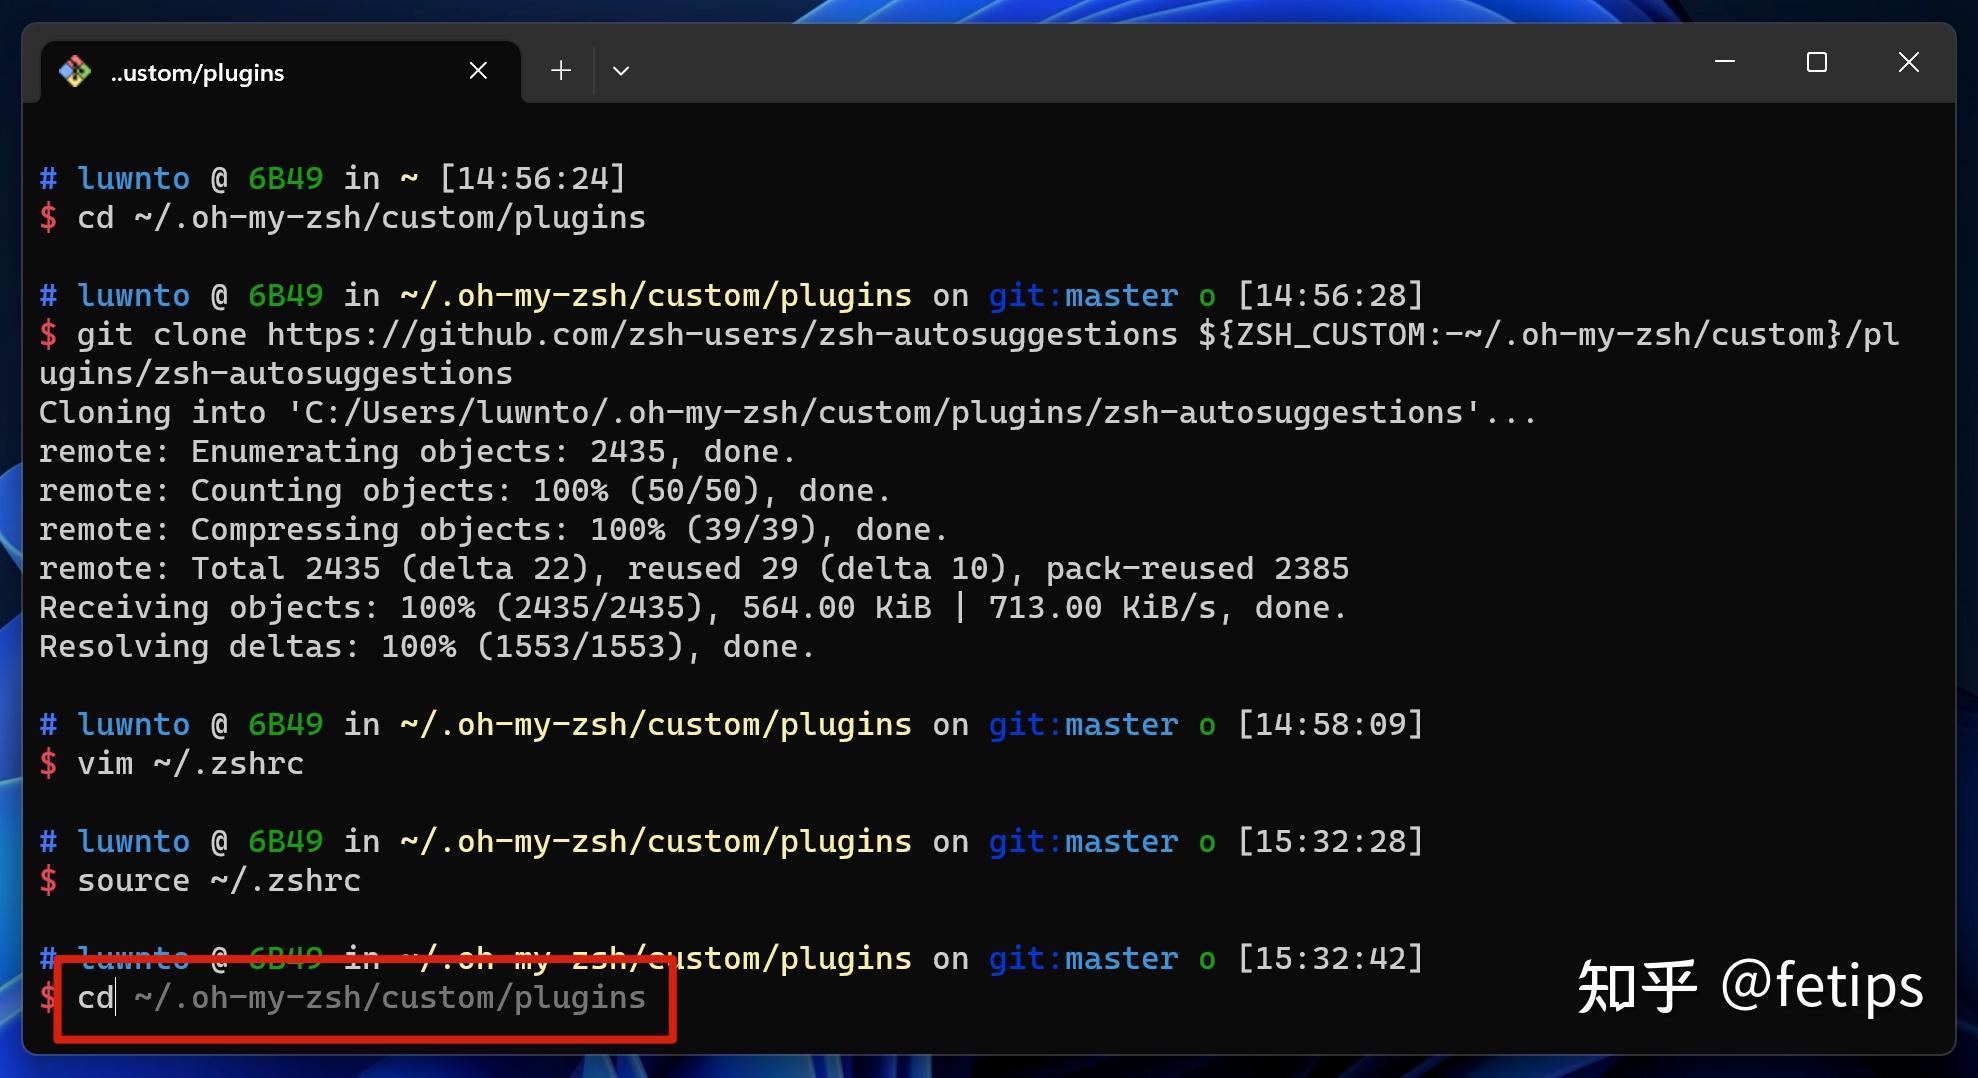 ..ustom/plugins
# luwnto @ 6B49 in ~ [14:56:24]
$ cd ~/.oh-my-zsh/custom/plugins
# luwnto @ 6B49 in ~/.oh-my-zsh/custom/plugins on git:master o [14:56:28]
$ git clone https://github.com/zsh-users/zsh-autosuggestions ${ZSH_CUSTOM:-~/.oh-my-zsh/custom}/pl
ugins/zsh-autosuggestions
Cloning into 'C:/Users/luwnto/.oh-my-zsh/custom/plugins/zsh-autosuggestions'...
remote: Enumerating objects: 2435, done.
remote: Counting objects: 100% (50/50), done.
remote: Compressing objects: 100% (39/39), done.
remote: Total 2435 (delta 22), reused 29 (delta 10), pack-reused 2385
Receiving objects: 100% (2435/2435), 564.00 KiB | 713.00 KiB/s, done.
Resolving deltas: 100% (1553/1553), done.
# luwnto @ 6B49 in ~/.oh-my-zsh/custom/plugins on git:master o [14:58:09]
$ vim ~/.zshrc
# luwnto @ 6B49 in ~/.oh-my-zsh/custom/plugins on git:master o [15:32:28]
$ source ~/.zshrc
# luwnto @ 6B49 in ~/.oh-my-zsh/custom/plugins on git:master o [15:32:42]
$ cd ~/.oh-my-zsh/custom/plugins
知乎 @fetips